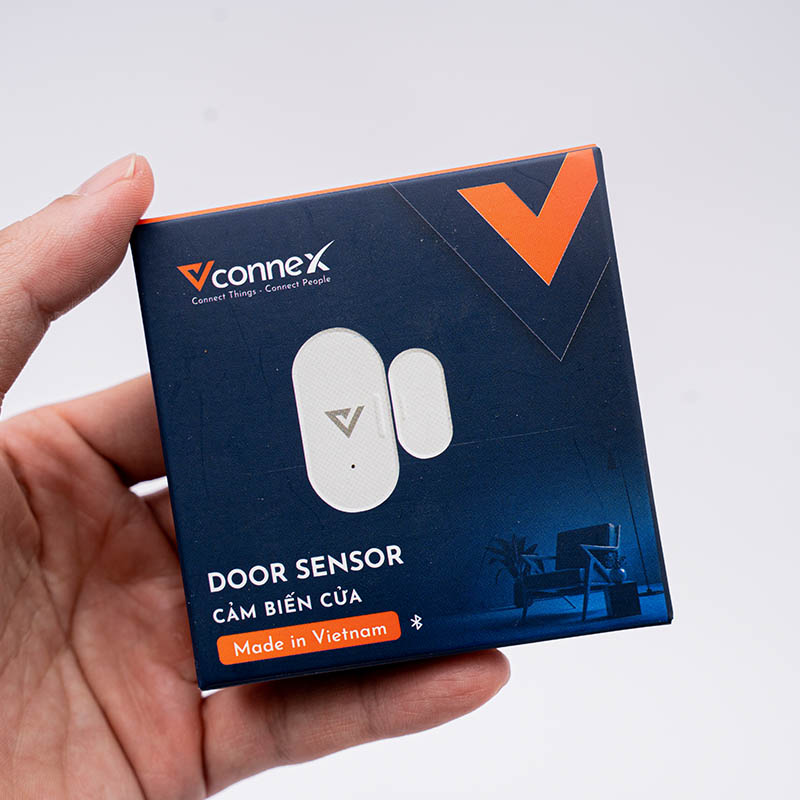 Vconnex
Connect Things - Connect People
DOOR SENSOR
CẢM BIẾN CỬA
Made in Vietnam